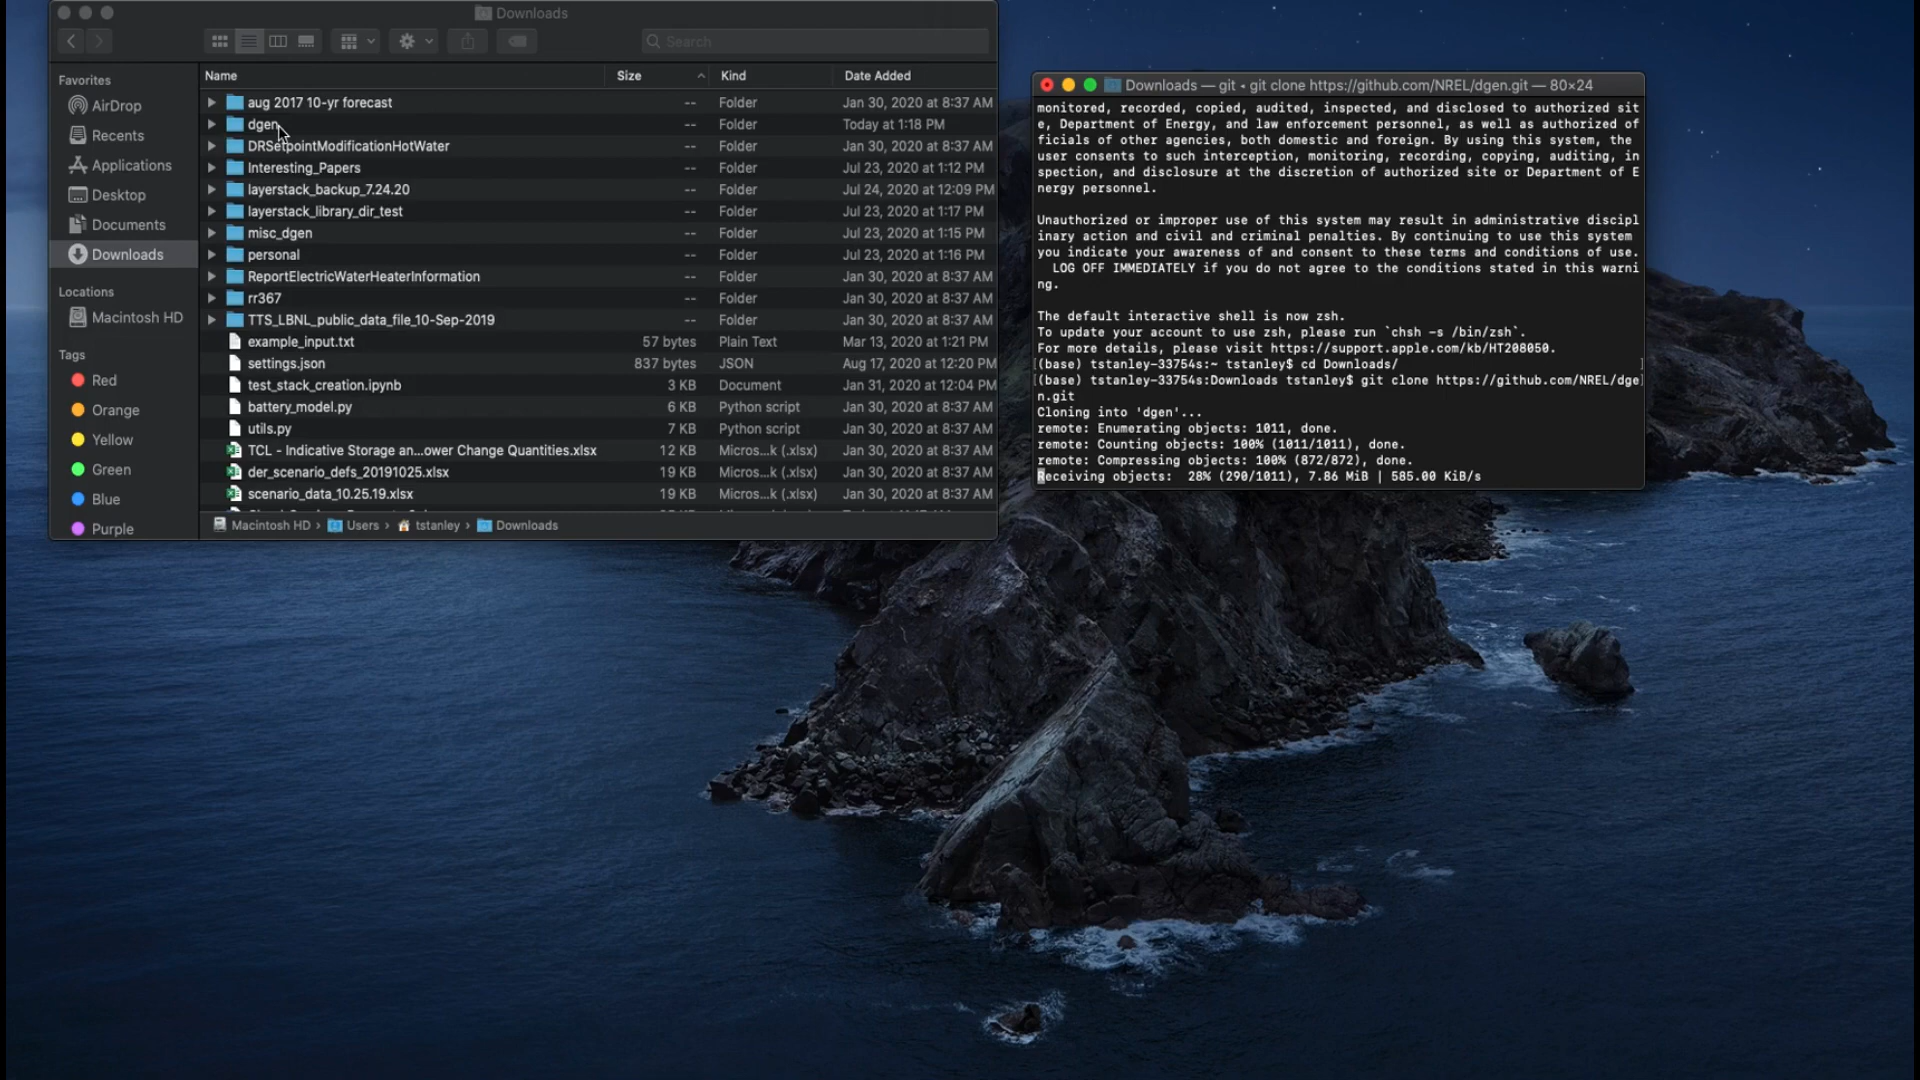 Downloads
Search
Name Size Kind Date Added
Favorites
AirDrop
Recents
Applications
Desktop
Documents
Downloads
Locations
Macintosh HD
Tags
Red
Orange
Yellow
Green
Blue
Purple
aug 2017 10-yr forecast -- Folder Jan 30, 2020 at 8:37 AM
dgen -- Folder Today at 1:18 PM
DRSetpointModificationHotWater -- Folder Jan 30, 2020 at 8:37 AM
Interesting_Papers -- Folder Jul 23, 2020 at 1:12 PM
layerstack_backup_7.24.20 -- Folder Jul 24, 2020 at 12:09 PM
layerstack_library_dir_test -- Folder Jul 23, 2020 at 1:17 PM
misc_dgen -- Folder Jul 23, 2020 at 1:15 PM
personal -- Folder Jul 23, 2020 at 1:16 PM
ReportElectricWaterHeaterInformation -- Folder Jan 30, 2020 at 8:37 AM
rr367 -- Folder Jan 30, 2020 at 8:37 AM
TTS_LBNL_public_data_file_10-Sep-2019 -- Folder Jan 30, 2020 at 8:37 AM
example_input.txt 57 bytes Plain Text Mar 13, 2020 at 1:21 PM
settings.json 837 bytes JSON Aug 17, 2020 at 12:20 PM
test_stack_creation.ipynb 3 KB Document Jan 31, 2020 at 12:04 PM
battery_model.py 6 KB Python script Jan 30, 2020 at 8:37 AM
utils.py 7 KB Python script Jan 30, 2020 at 8:37 AM
TCL - Indicative Storage an...ower Change Quantities.xlsx 12 KB Micros...k (.xlsx) Jan 30, 2020 at 8:37 AM
der_scenario_defs_20191025.xlsx 19 KB Micros...k (.xlsx) Jan 30, 2020 at 8:37 AM
scenario_data_10.25.19.xlsx 19 KB Micros...k (.xlsx) Jan 30, 2020 at 8:37 AM
Macintosh HD › Users › tstanley › Downloads
Downloads — git • git clone https://github.com/NREL/dgen.git — 80×24
monitored, recorded, copied, audited, inspected, and disclosed to authorized sit
e, Department of Energy, and law enforcement personnel, as well as authorized of
ficials of other agencies, both domestic and foreign. By using this system, the
user consents to such interception, monitoring, recording, copying, auditing, in
spection, and disclosure at the discretion of authorized site or Department of E
nergy personnel.
Unauthorized or improper use of this system may result in administrative discipl
inary action and civil and criminal penalties. By continuing to use this system
you indicate your awareness of and consent to these terms and conditions of use.
LOG OFF IMMEDIATELY if you do not agree to the conditions stated in this warni
ng.
The default interactive shell is now zsh.
To update your account to use zsh, please run `chsh -s /bin/zsh`.
For more details, please visit https://support.apple.com/kb/HT208050.
[(base) tstanley-33754s:~ tstanley$ cd Downloads/ ]
[(base) tstanley-33754s:Downloads tstanley$ git clone https://github.com/NREL/dge]
n.git
Cloning into 'dgen'...
remote: Enumerating objects: 1011, done.
remote: Counting objects: 100% (1011/1011), done.
remote: Compressing objects: 100% (872/872), done.
Receiving objects: 28% (290/1011), 7.86 MiB | 585.00 KiB/s